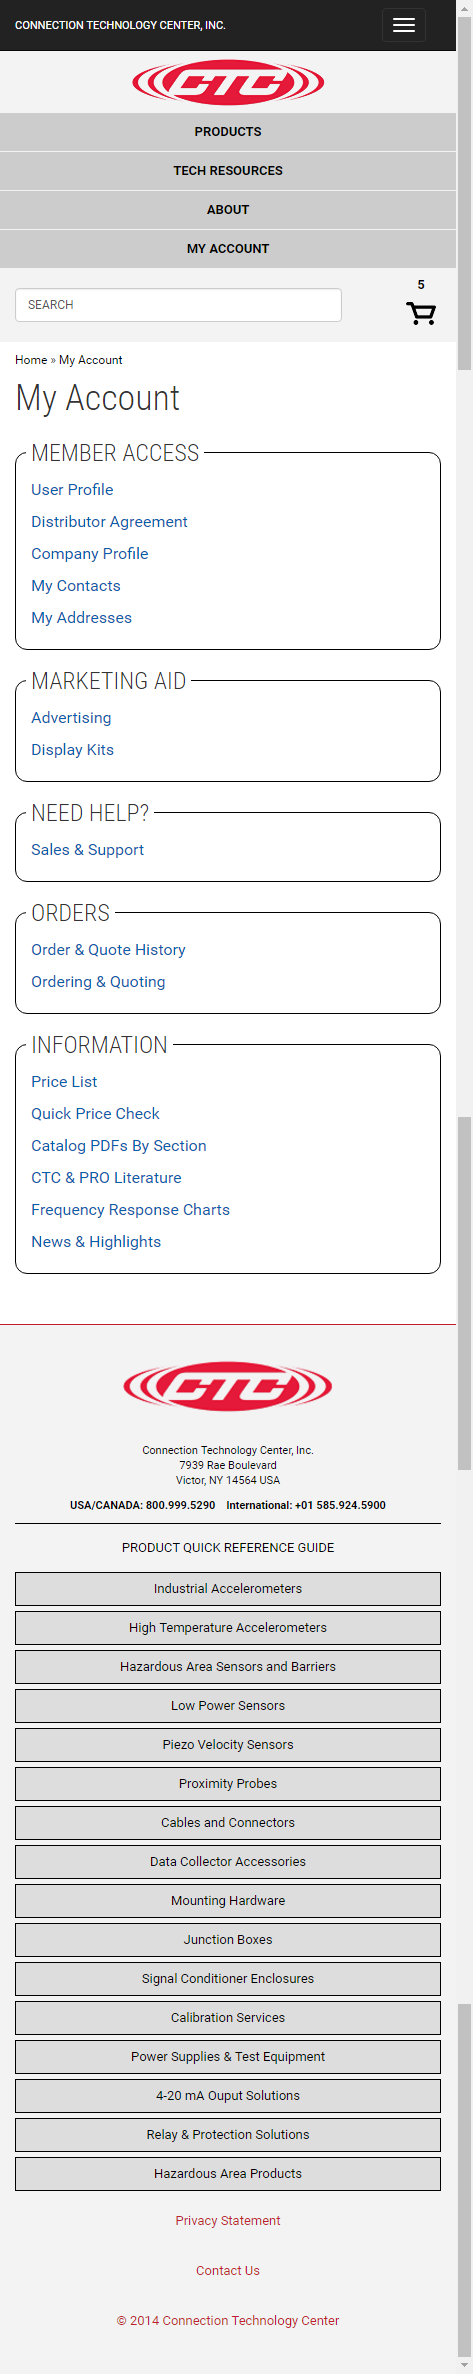 CONNECTION TECHNOLOGY CENTER, INC.
CTC
PRODUCTS
TECH RESOURCES
ABOUT
MY ACCOUNT
5
SEARCH
Home » My Account
My Account
MEMBER ACCESS
User Profile
Distributor Agreement
Company Profile
My Contacts
My Addresses
MARKETING AID
Advertising
Display Kits
NEED HELP?
Sales & Support
ORDERS
Order & Quote History
Ordering & Quoting
INFORMATION
Price List
Quick Price Check
Catalog PDFs By Section
CTC & PRO Literature
Frequency Response Charts
News & Highlights
CTC
Connection Technology Center, Inc.
7939 Rae Boulevard
Victor, NY 14564 USA
USA/CANADA: 800.999.5290 International: +01 585.924.5900
PRODUCT QUICK REFERENCE GUIDE
Industrial Accelerometers
High Temperature Accelerometers
Hazardous Area Sensors and Barriers
Low Power Sensors
Piezo Velocity Sensors
Proximity Probes
Cables and Connectors
Data Collector Accessories
Mounting Hardware
Junction Boxes
Signal Conditioner Enclosures
Calibration Services
Power Supplies & Test Equipment
4-20 mA Ouput Solutions
Relay & Protection Solutions
Hazardous Area Products
Privacy Statement
Contact Us
© 2014 Connection Technology Center